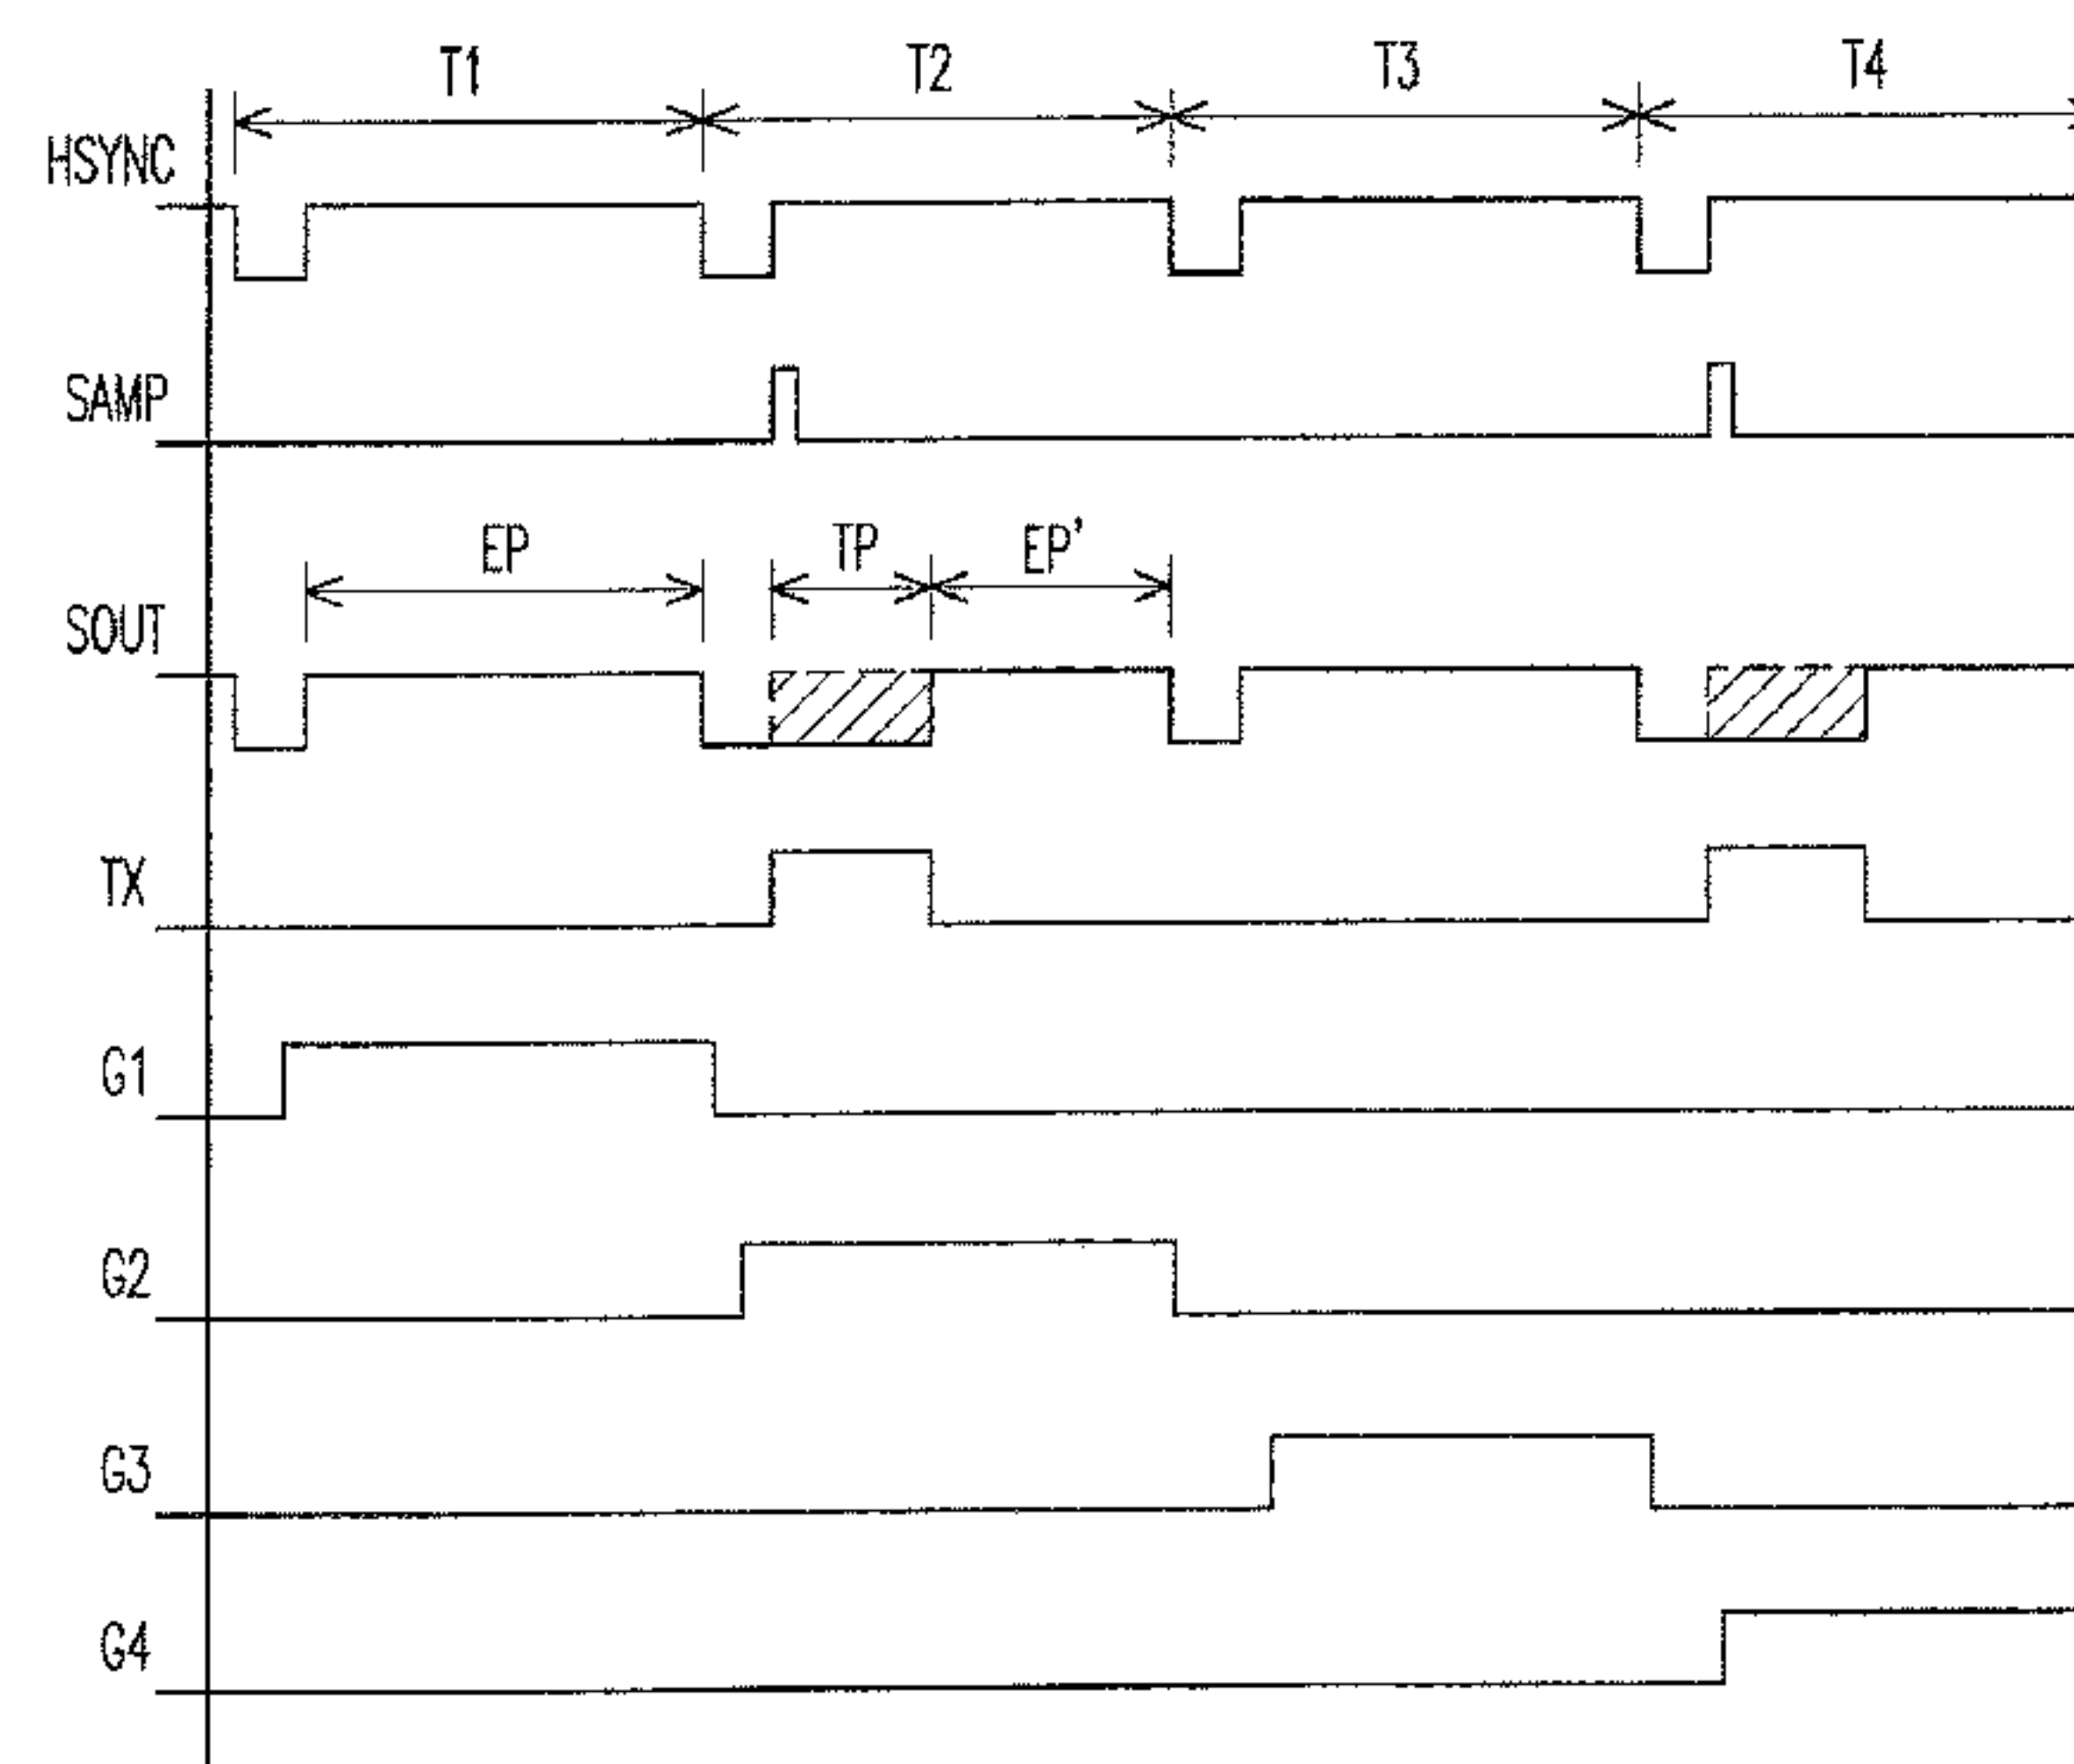 T1 T2 T3 T4
HSYNC
SAMP
EP TP EP'
SOUT
TX
G1
G2
G3
G4